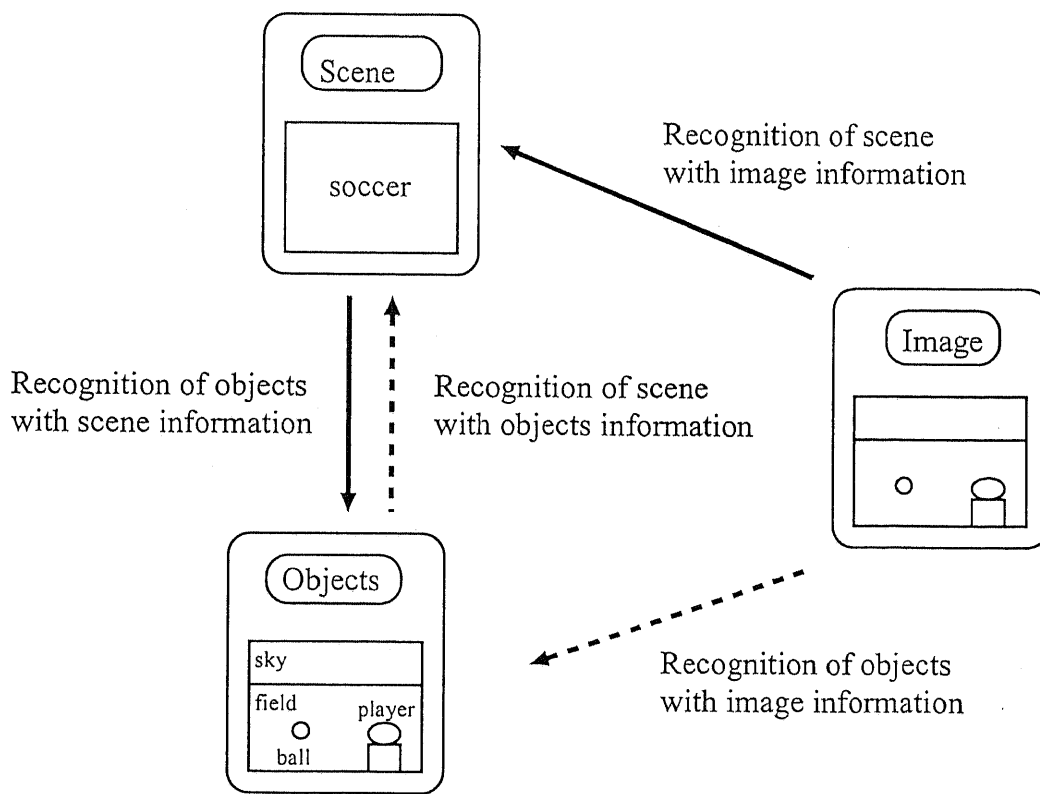 Scene
soccer
Recognition of scene
with image information
Image
Recognition of objects
with scene information
Recognition of scene
with objects information
Objects
sky
field
player
ball
Recognition of objects
with image information